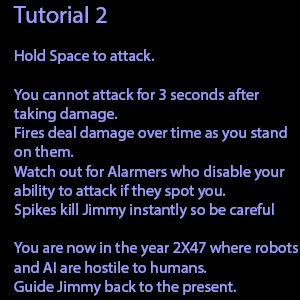 Tutorial 2
Hold Space to attack.
You cannot attack for 3 seconds after
taking damage.
Fires deal damage over time as you stand
on them.
Watch out for Alarmers who disable your
ability to attack if they spot you.
Spikes kill Jimmy instantly so be careful
You are now in the year 2X47 where robots
and AI are hostile to humans.
Guide Jimmy back to the present.